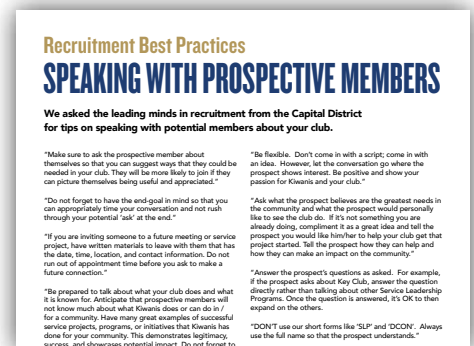 Recruitment Best Practices
SPEAKING WITH PROSPECTIVE MEMBERS
We asked the leading minds in recruitment from the Capital District
for tips on speaking with potential members about your club.
"Make sure to ask the prospective member about
themselves so that you can suggest ways that they could be
needed in your club. They will be more likely to join if they
can picture themselves being useful and appreciated."
"Do not forget to have the end-goal in mind so that you
can appropriately time your conversation and not rush
through your potential 'ask' at the end."
"If you are inviting someone to a future meeting or service
project, have written materials to leave with them that has
the date, time, location, and contact information. Do not
run out of appointment time before you ask to make a
future connection."
"Be prepared to talk about what your club does and what
it is known for. Anticipate that prospective members will
not know much about what Kiwanis does or can do in /
for a community. Have many great examples of successful
service projects, programs, or initiatives that Kiwanis has
done for your community. This demonstrates legitimacy,
success, and showcases potential impact. Do not forget to
"Be flexible. Don't come in with a script; come in with
an idea. However, let the conversation go where the
prospect shows interest. Be positive and show your
passion for Kiwanis and your club."
"Ask what the prospect believes are the greatest needs in
the community and what the prospect would personally
like to see the club do. If it's not something you are
already doing, compliment it as a great idea and tell the
prospect you would like him/her to help your club get that
project started. Tell the prospect how they can help and
how they can make an impact on the community."
"Answer the prospect's questions as asked. For example,
if the prospect asks about Key Club, answer the question
directly rather than talking about other Service Leadership
Programs. Once the question is answered, it's OK to then
expand on the others.
"DON'T use our short forms like 'SLP' and 'DCON'. Always
use the full so that the prospect understands."